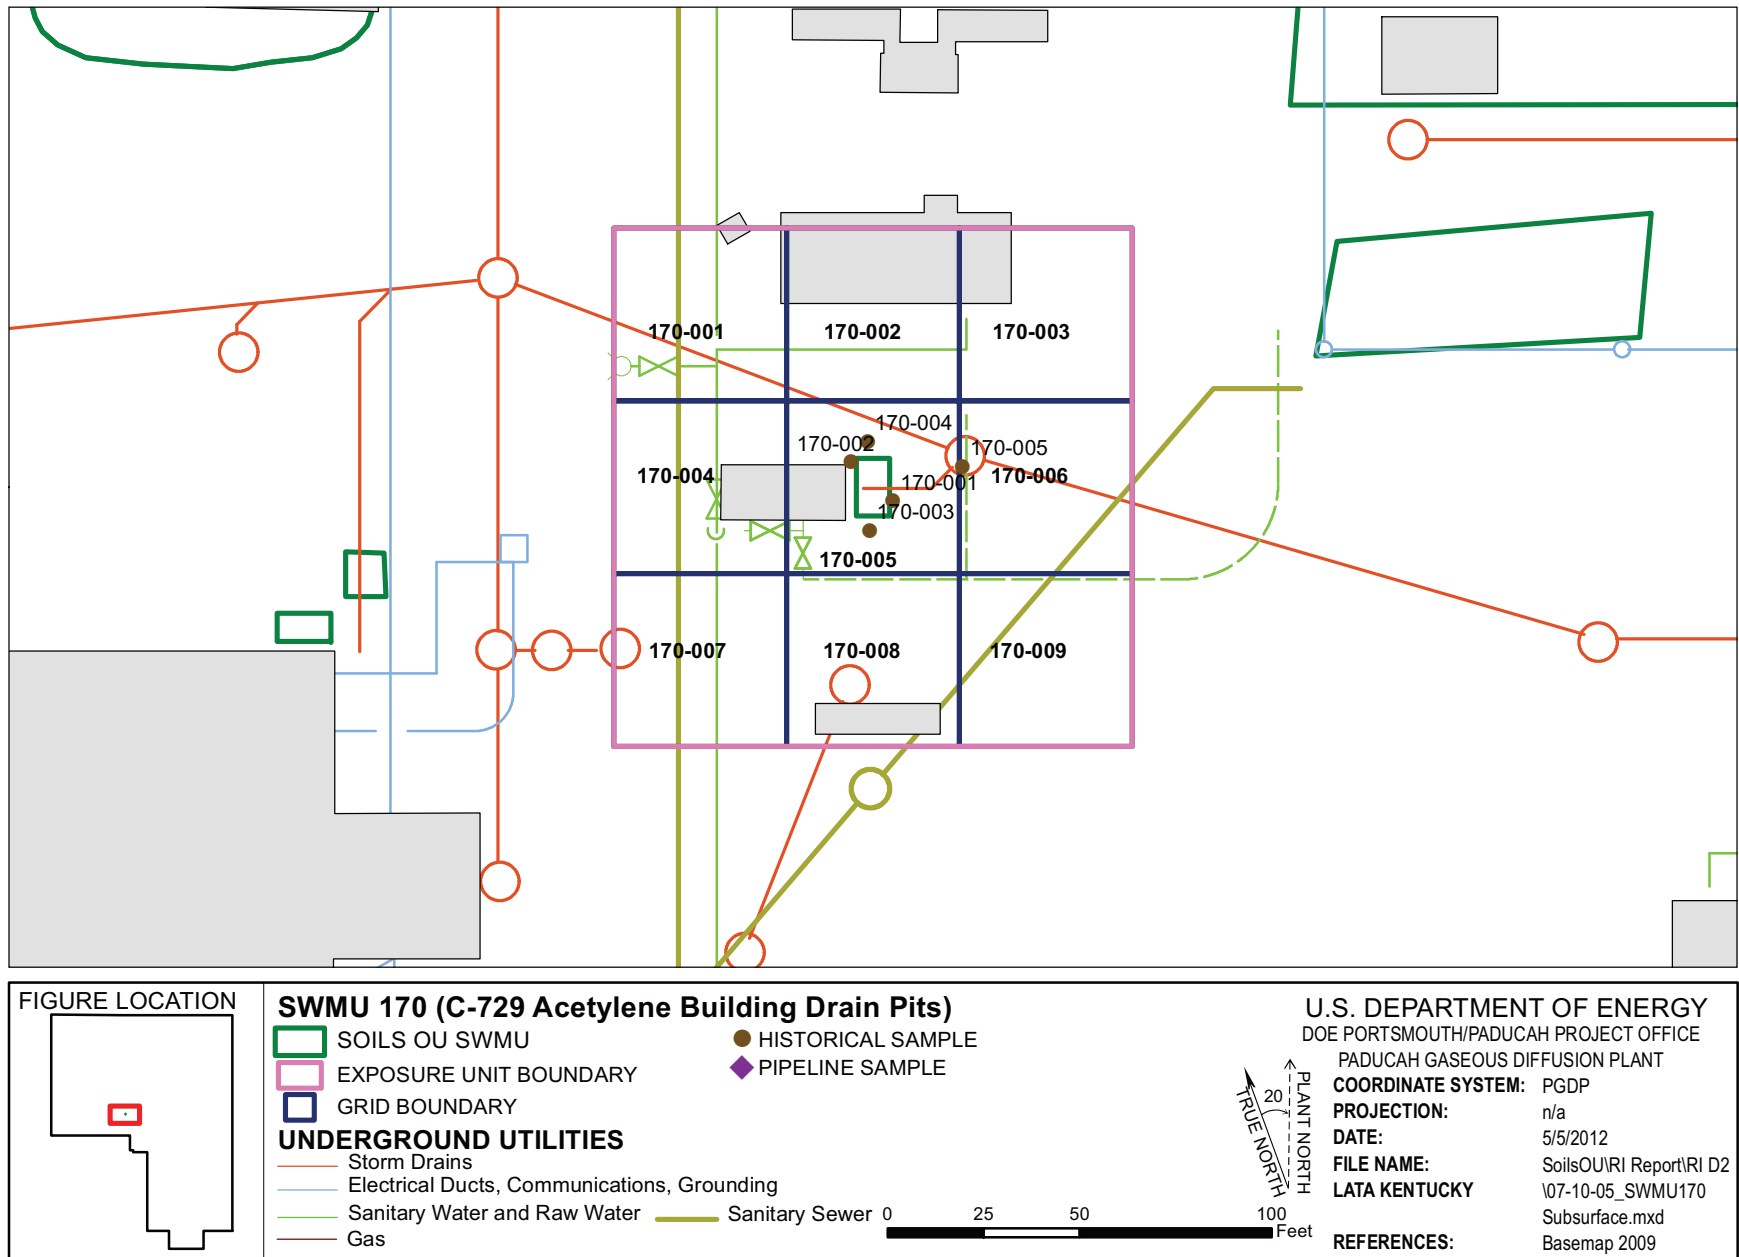 170-001
170-002
170-003
170-004
170-002
170-005
170-004
170-001
170-006
170-003
170-005
170-007
170-008
170-009
FIGURE LOCATION
SWMU 170 (C-729 Acetylene Building Drain Pits)
SOILS OU SWMU
EXPOSURE UNIT BOUNDARY
GRID BOUNDARY
HISTORICAL SAMPLE
PIPELINE SAMPLE
UNDERGROUND UTILITIES
Storm Drains
Electrical Ducts, Communications, Grounding
Sanitary Water and Raw Water
Sanitary Sewer
Gas
0 25 50 100
Feet
TRUE NORTH
20
PLANT NORTH
U.S. DEPARTMENT OF ENERGY
DOE PORTSMOUTH/PADUCAH PROJECT OFFICE
PADUCAH GASEOUS DIFFUSION PLANT
COORDINATE SYSTEM: PGDP
PROJECTION: n/a
DATE: 5/5/2012
FILE NAME: SoilsOU\RI Report\RI D2
LATA KENTUCKY \07-10-05_SWMU170
Subsurface.mxd
REFERENCES: Basemap 2009